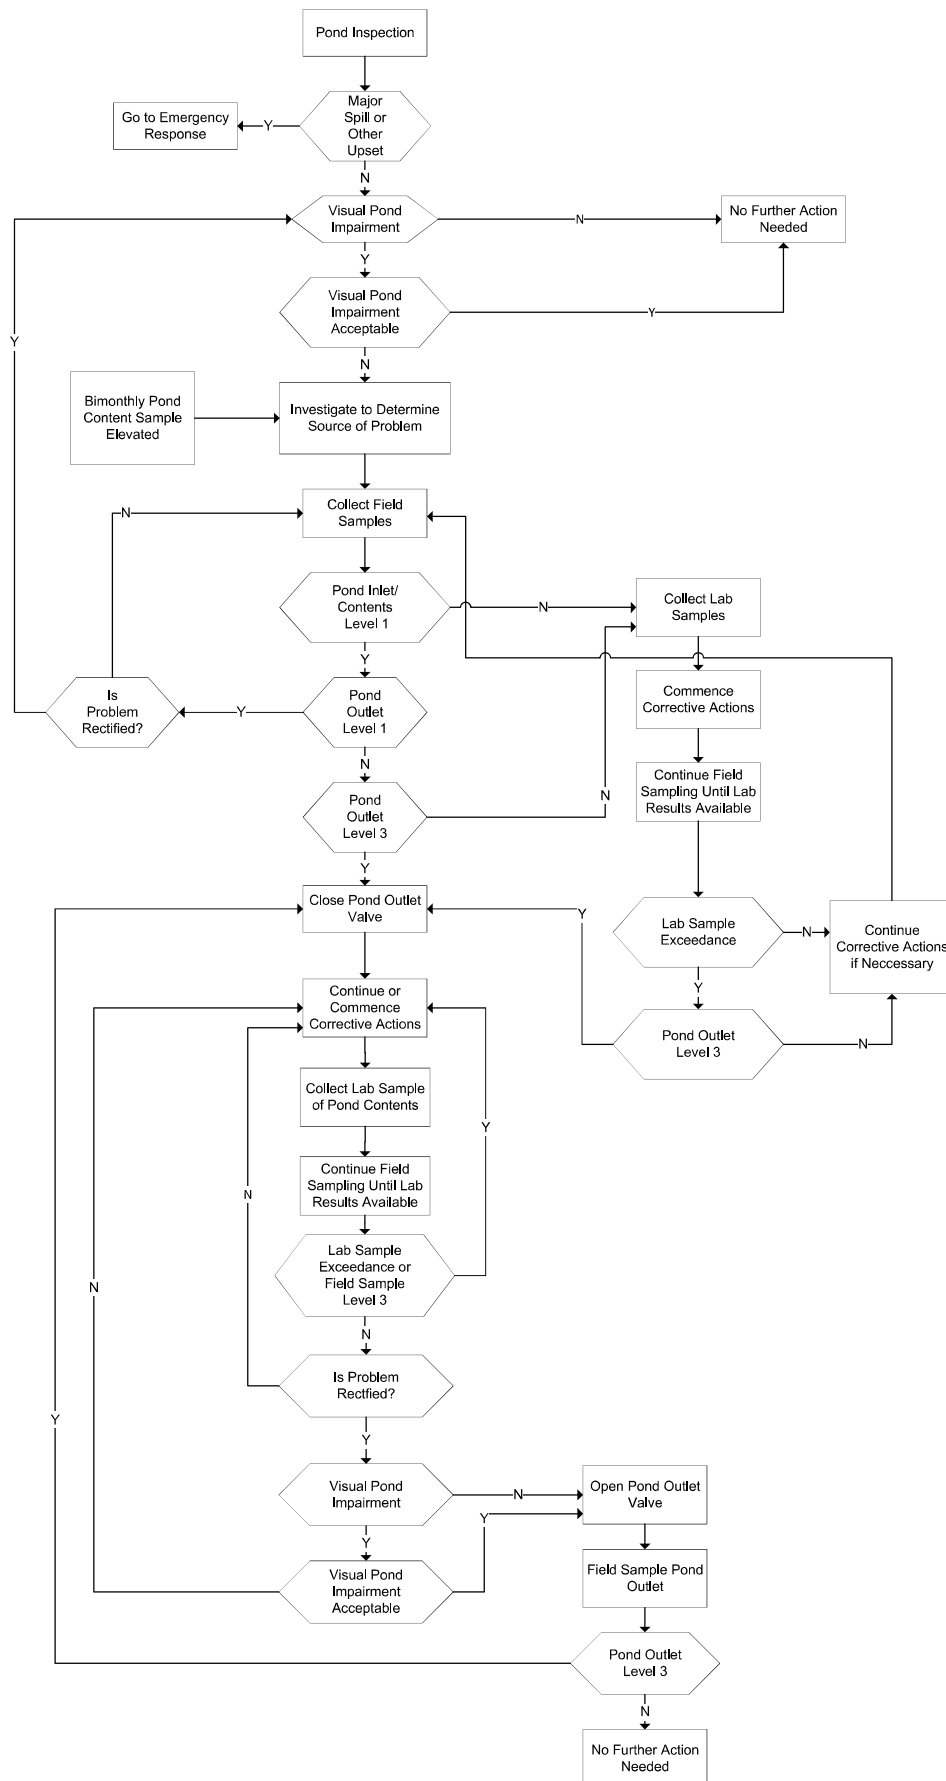 Pond Inspection
Major
Spill or
Other
Upset
Go to Emergency
Response
Y
N
Visual Pond
Impairment
N
No Further Action
Needed
Y
Visual Pond
Impairment
Acceptable
Y
Y
N
Bimonthly Pond
Content Sample
Elevated
Investigate to Determine
Source of Problem
Collect Field
Samples
N
Pond Inlet/
Contents
Level 1
N
Collect Lab
Samples
Y
Is
Problem
Rectified?
Y
Pond
Outlet
Level 1
Commence
Corrective Actions
N
Pond
Outlet
Level 3
N
Continue Field
Sampling Until Lab
Results Available
Y
Close Pond Outlet
Valve
Y
Lab Sample
Exceedance
N
Continue
Corrective Actions
if Neccessary
Y
Continue or
Commence
Corrective Actions
Pond Outlet
Level 3
N
Collect Lab Sample
of Pond Contents
Y
Continue Field
Sampling Until Lab
Results Available
N
Lab Sample
Exceedance or
Field Sample
Level 3
N
N
Is Problem
Rectfied?
Y
Y
Visual Pond
Impairment
N
Open Pond Outlet
Valve
Y
Y
Visual Pond
Impairment
Acceptable
Field Sample Pond
Outlet
Pond Outlet
Level 3
N
No Further Action
Needed